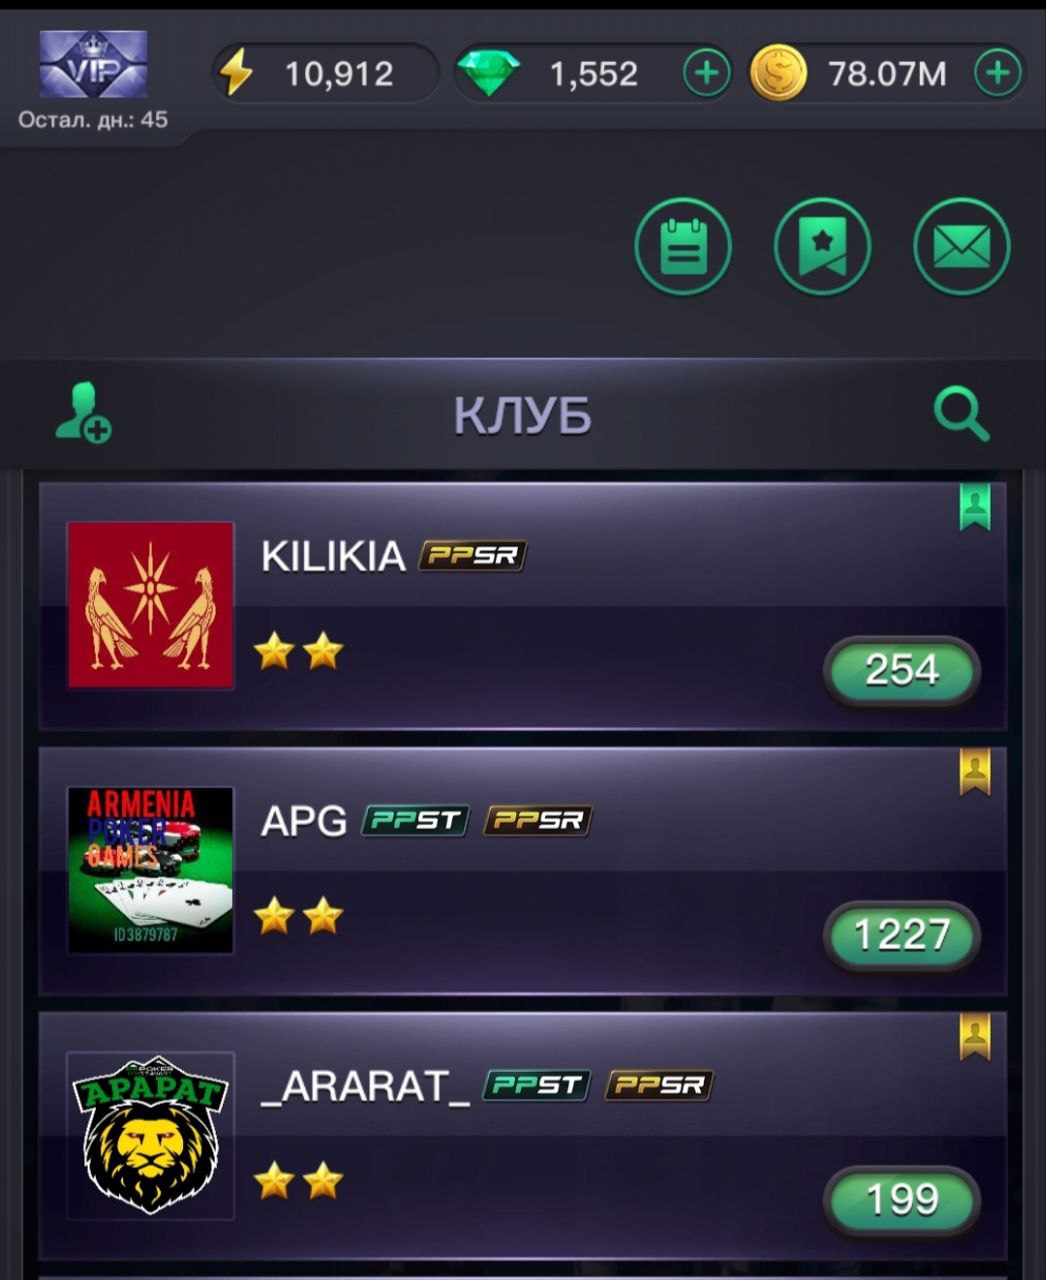 VIP
10,912
1,552
78.07M
Остал. дн.: 45
КЛУБ
KILIKIA PPSR
254
ARMENIA
POKER
GAMES
ID3879787
APG PPST PPSR
1227
АРАРАТ
_ARARAT_ PPST PPSR
199